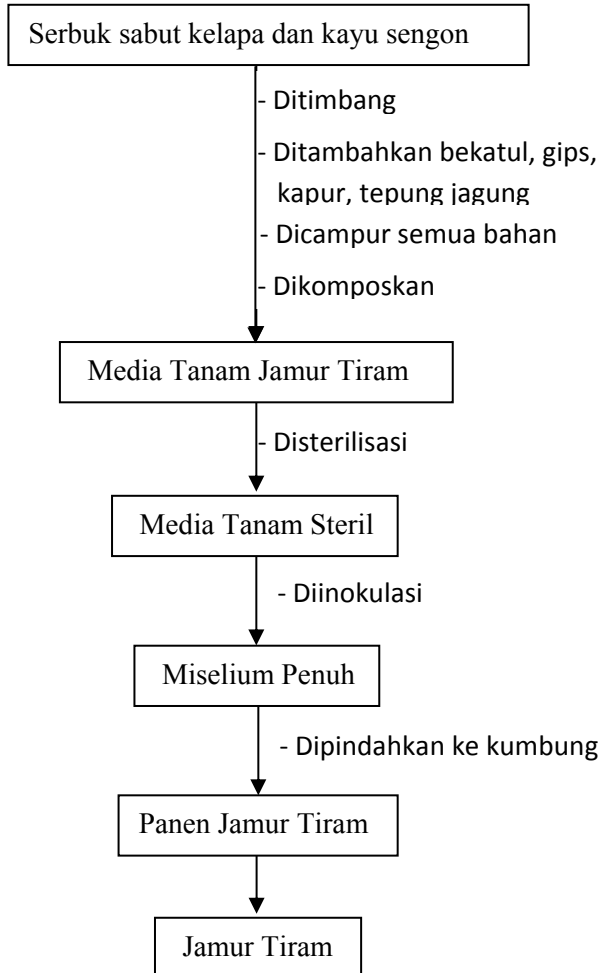 Serbuk sabut kelapa dan kayu sengon
- Ditimbang
- Ditambahkan bekatul, gips,
kapur, tepung jagung
- Dicampur semua bahan
- Dikomposkan
Media Tanam Jamur Tiram
- Disterilisasi
Media Tanam Steril
- Diinokulasi
Miselium Penuh
- Dipindahkan ke kumbung
Panen Jamur Tiram
Jamur Tiram